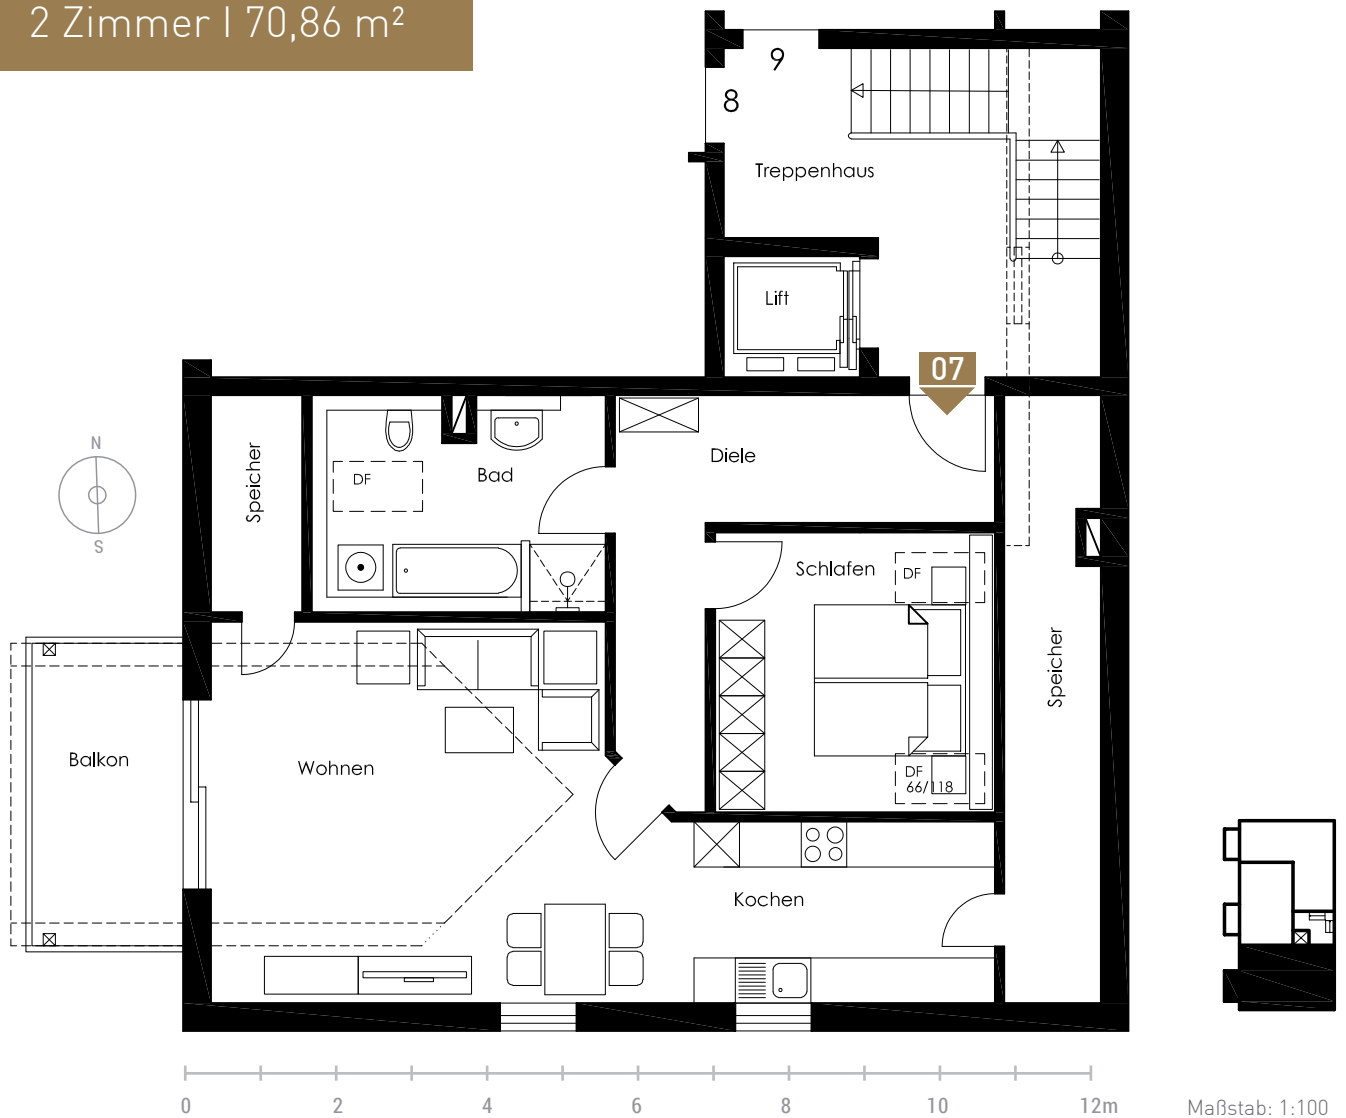 2 Zimmer | 70,86 m²
9
8
Treppenhaus
Lift
07
N
S
Speicher
DF
Bad
Diele
Schlafen
DF
Speicher
Balkon
Wohnen
DF
66/118
Kochen
0 2 4 6 8 10 12m
Maßstab: 1:100